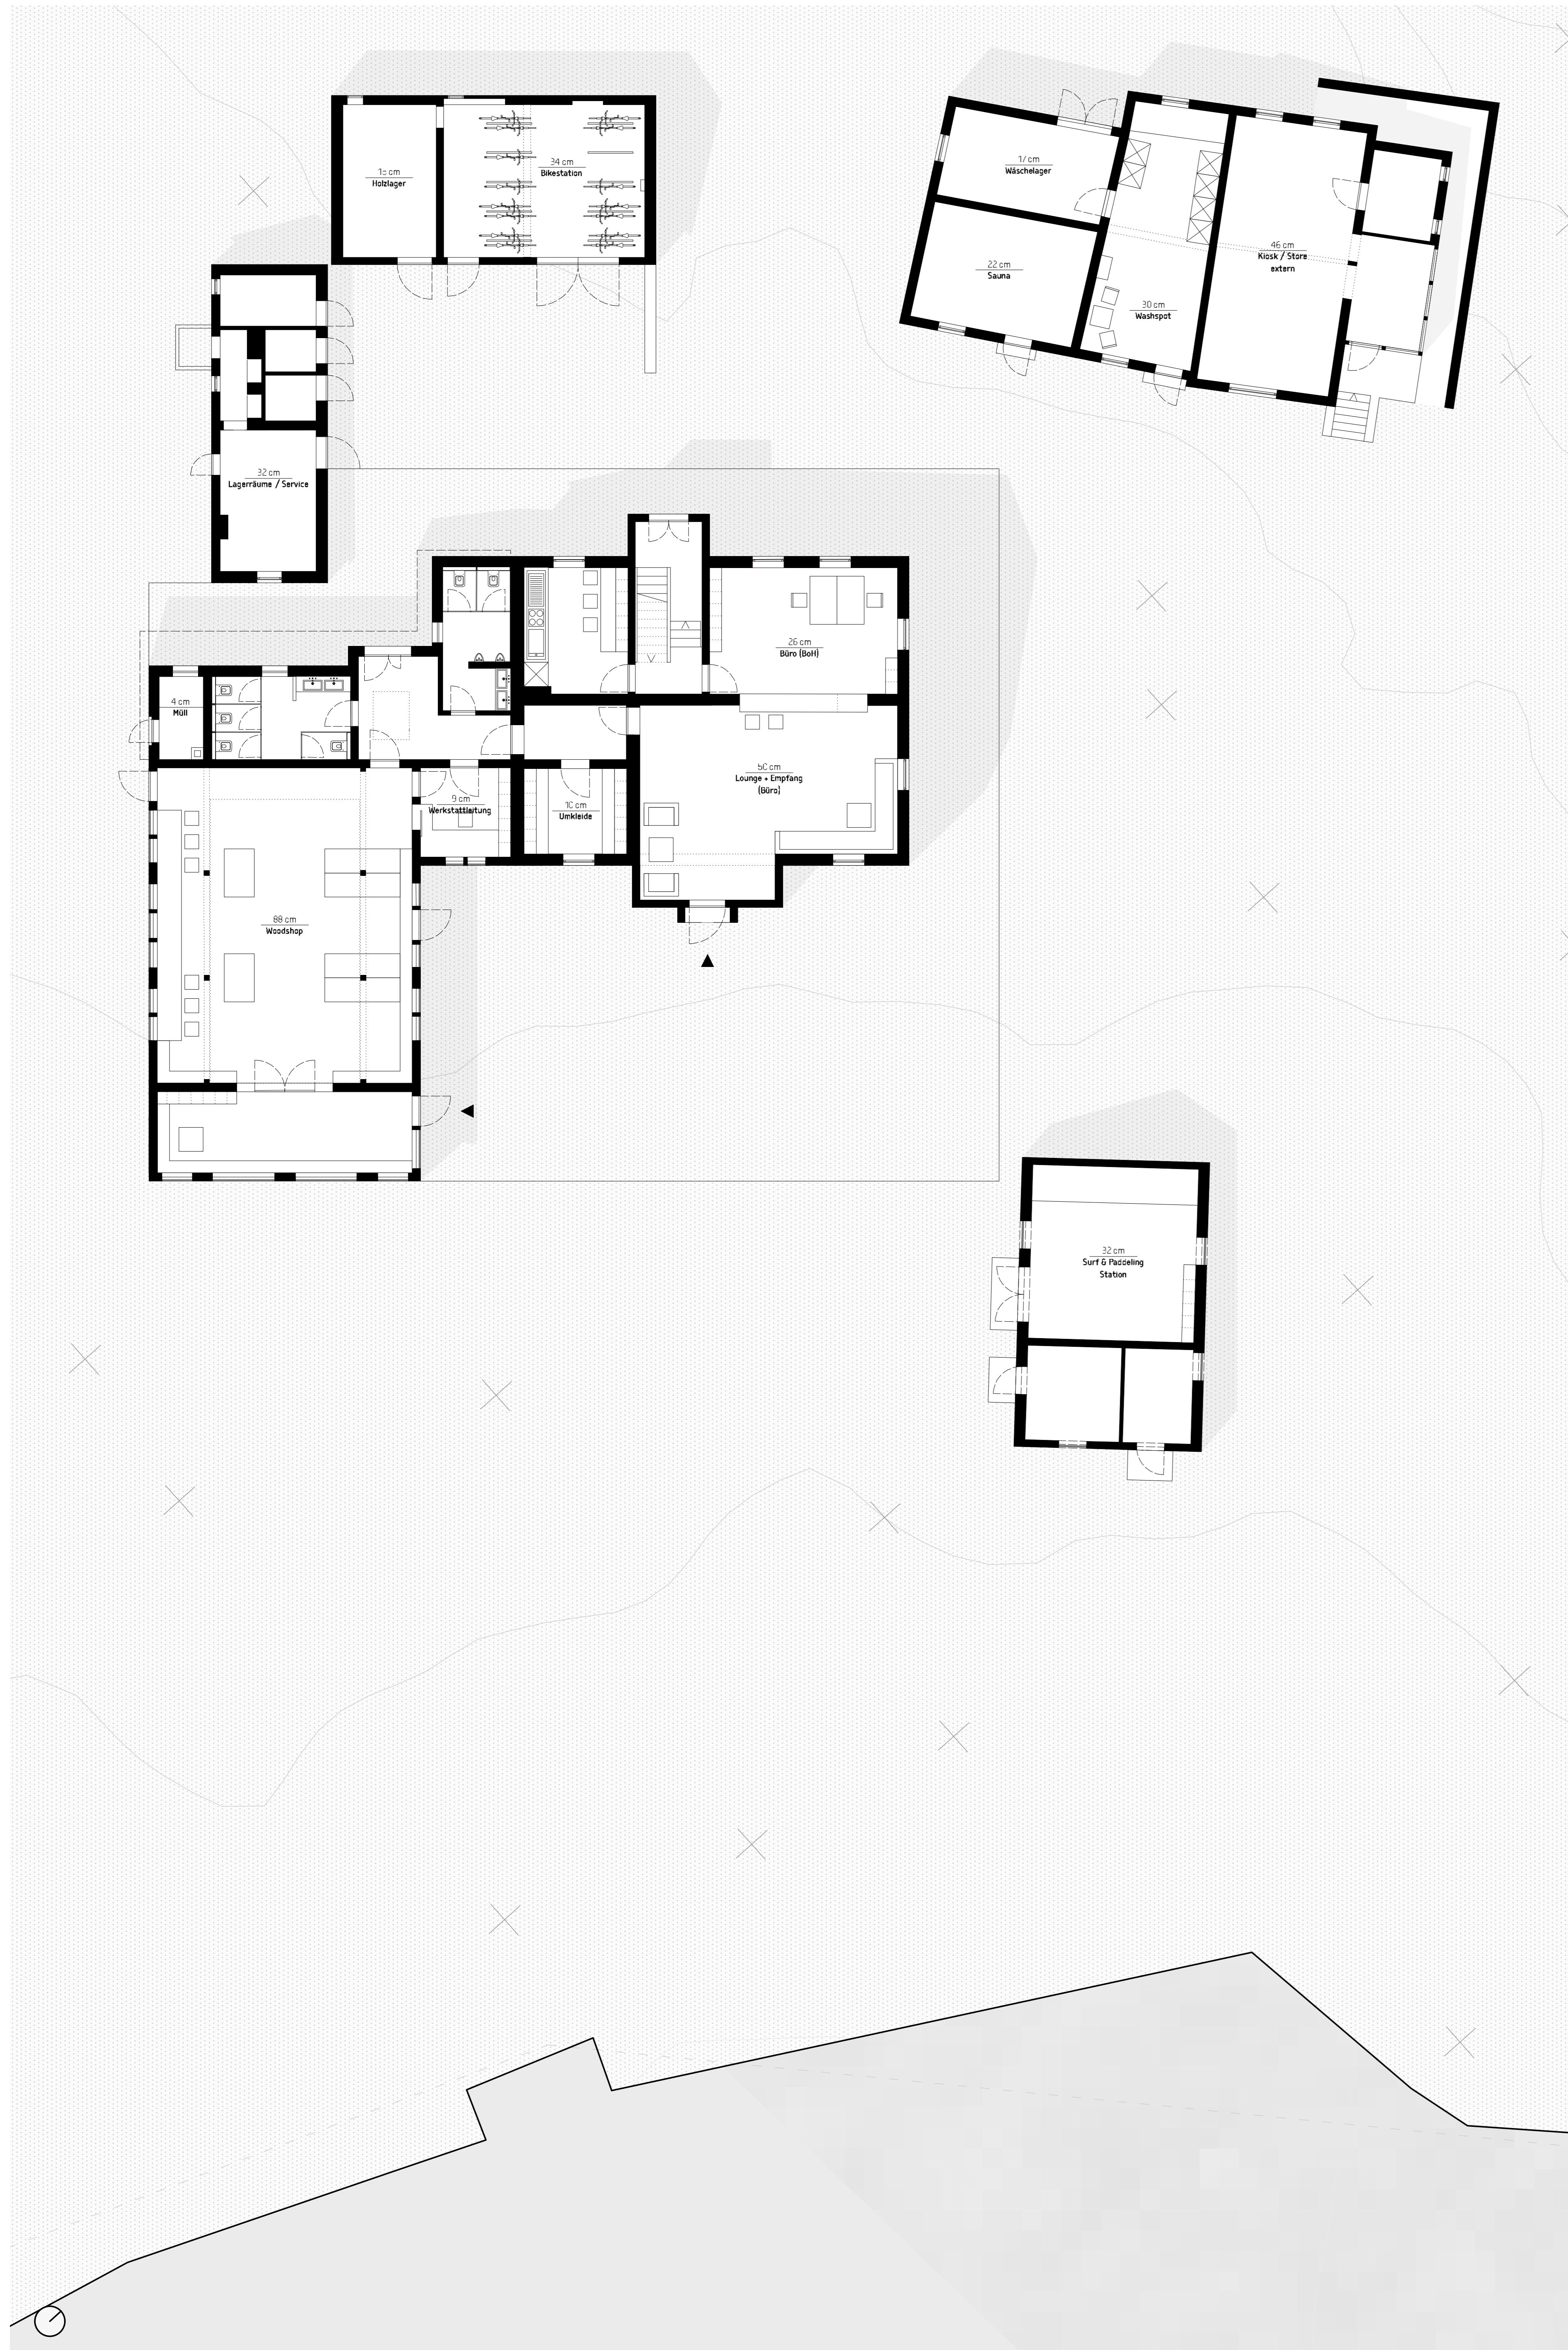 34 cm
Bikestation
Holzlager
17 cm
Wäschelager
46 cm
Kiosk / Store
extern
22 cm
Sauna
30 cm
Washspot
32 cm
Lagerräume / Service
26 cm
Büro (BoH)
4 cm
Müll
50 cm
Lounge + Empfang
(Büro)
9 cm
Werkstattleitung
10 cm
Umkleide
88 cm
Woodshop
32 cm
Surf & Paddeling
Station